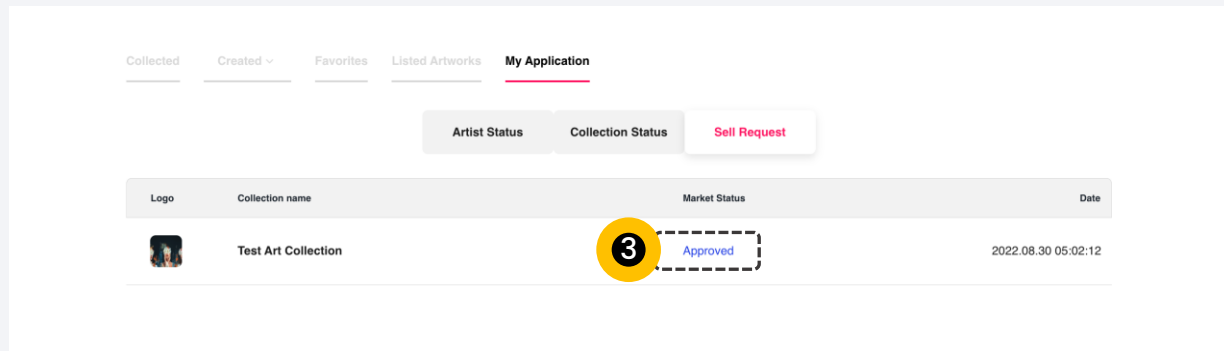 Collected Created Favorites Listed Artworks My Application
Artist Status Collection Status Sell Request
Logo Collection name Market Status Date
Test Art Collection 3 Approved 2022.08.30 05:02:12